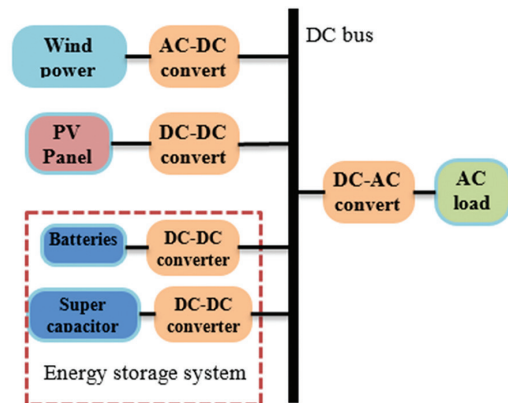 Wind
power
AC-DC
convert
DC bus
PV
Panel
DC-DC
convert
DC-AC
convert
AC
load
Batteries
DC-DC
converter
Super
capacitor
DC-DC
converter
Energy storage system